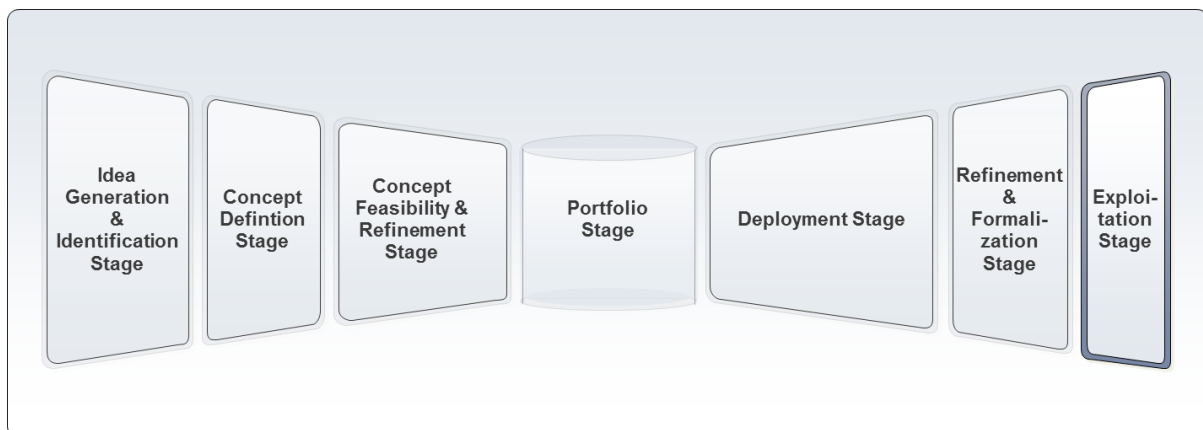 Idea
Generation
&
Identification
Stage
Concept
Defintion
Stage
Concept
Feasibility &
Refinement
Stage
Portfolio
Stage
Deployment Stage
Refinement
&
Formali-
zation
Stage
Exploi-
tation
Stage